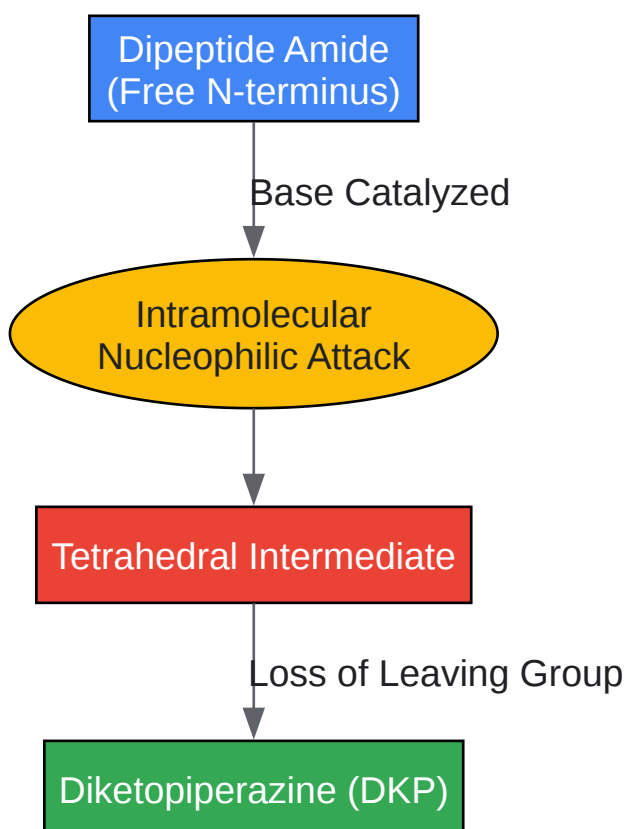 Dipeptide Amide
(Free N-terminus)
Base Catalyzed
Intramolecular
Nucleophilic Attack
Tetrahedral Intermediate
Loss of Leaving Group
Diketopiperazine (DKP)